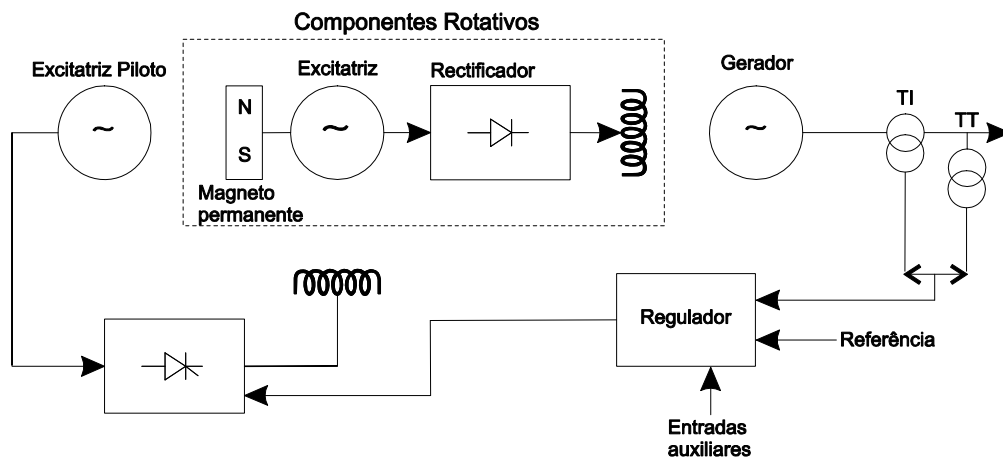 Componentes Rotativos
Excitatriz Piloto
Excitatriz
Rectificador
Gerador
TI
TT
~
~
~
N
S
Magneto
permanente
Regulador
Referência
Entradas
auxiliares